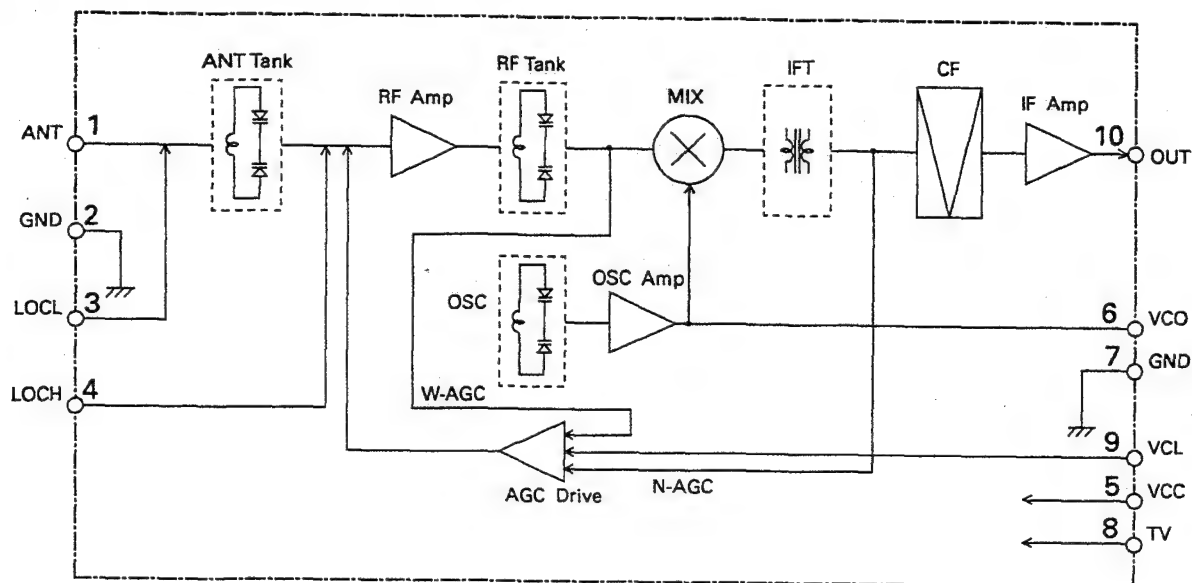 ANT Tank
RF Tank
IFT
CF
RF Amp
MIX
IF Amp
ANT 1
10 OUT
GND 2
LOCL 3
OSC
OSC Amp
6 VCO
7 GND
LOCH 4
W-AGC
9 VCL
AGC Drive
N-AGC
5 VCC
8 TV